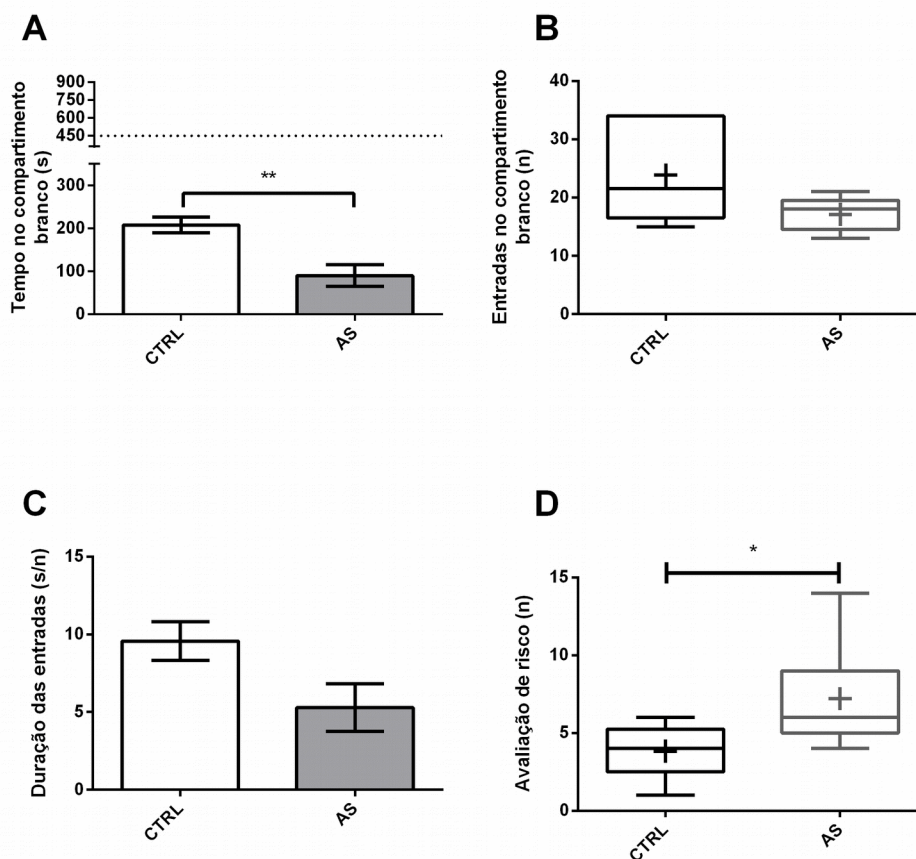 A
Tempo no compartimento
branco (s)
900
750
600
450
300
200
100
0
**
CTRL
AS
B
Entradas no compartimento
branco (n)
40
30
20
10
0
CTRL
AS
C
Duração das entradas (s/n)
15
10
5
0
CTRL
AS
D
Avaliação de risco (n)
15
10
5
0
*
CTRL
AS